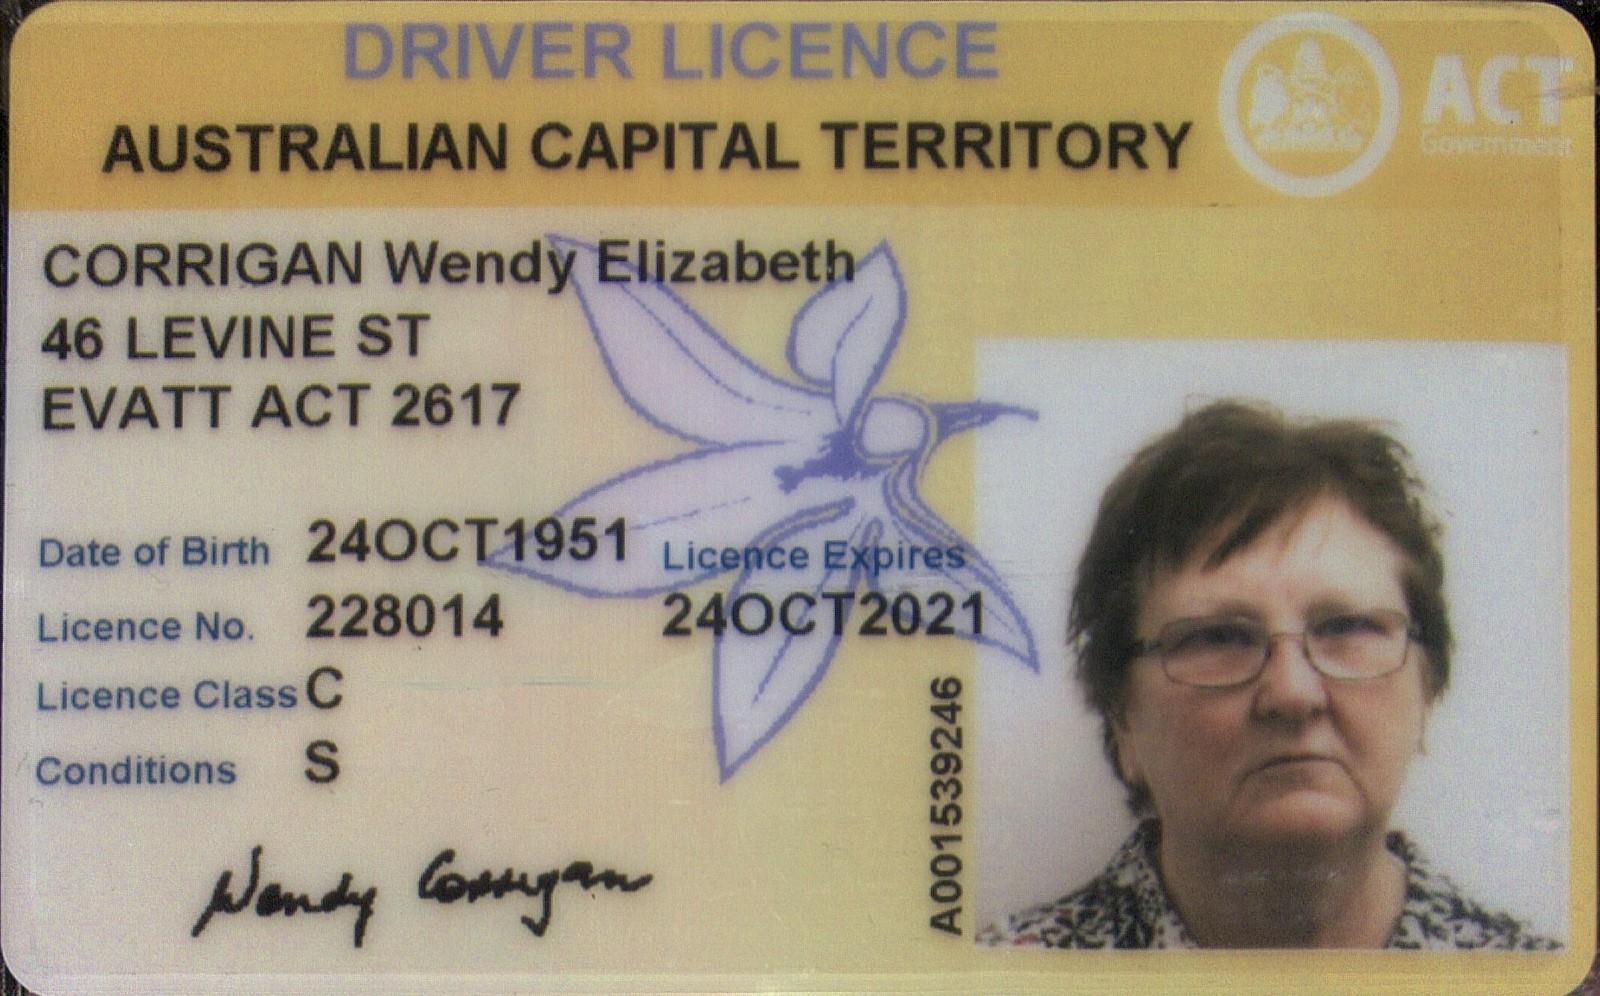 DRIVER LICENCE
AUSTRALIAN CAPITAL TERRITORY
ACT
Government
CORRIGAN Wendy Elizabeth
46 LEVINE ST
EVATT ACT 2617
Date of Birth 24OCT1951
Licence Expires
Licence No. 228014
24OCT2021
Licence Class C
Conditions S
A001539246
Wendy Corrigan